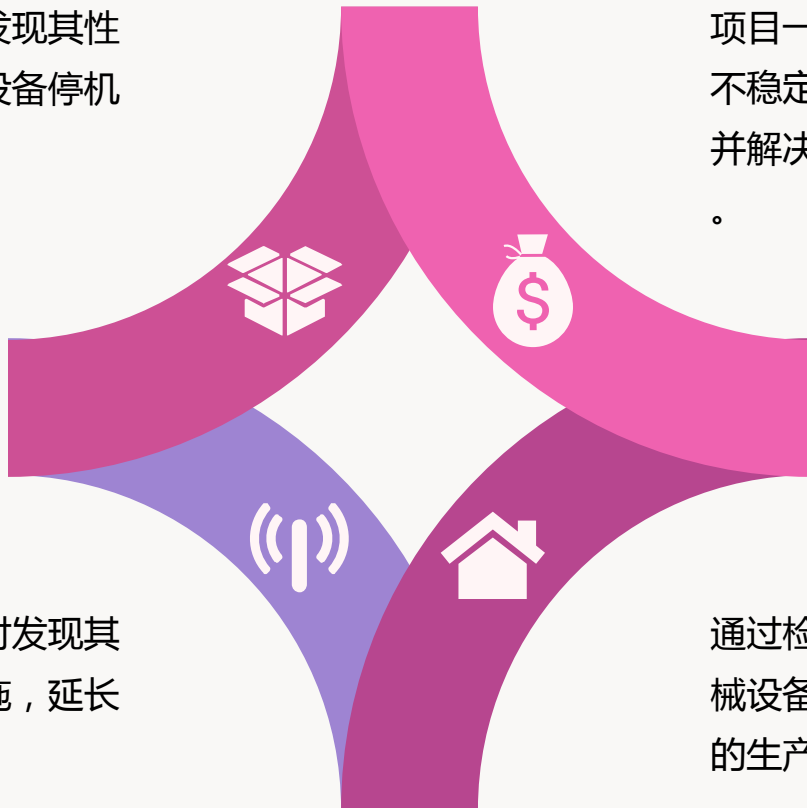 发现其性
设备停机
项目一
不稳定
并解决
。
$
时发现其
施，延长
通过检
械设备
的生产